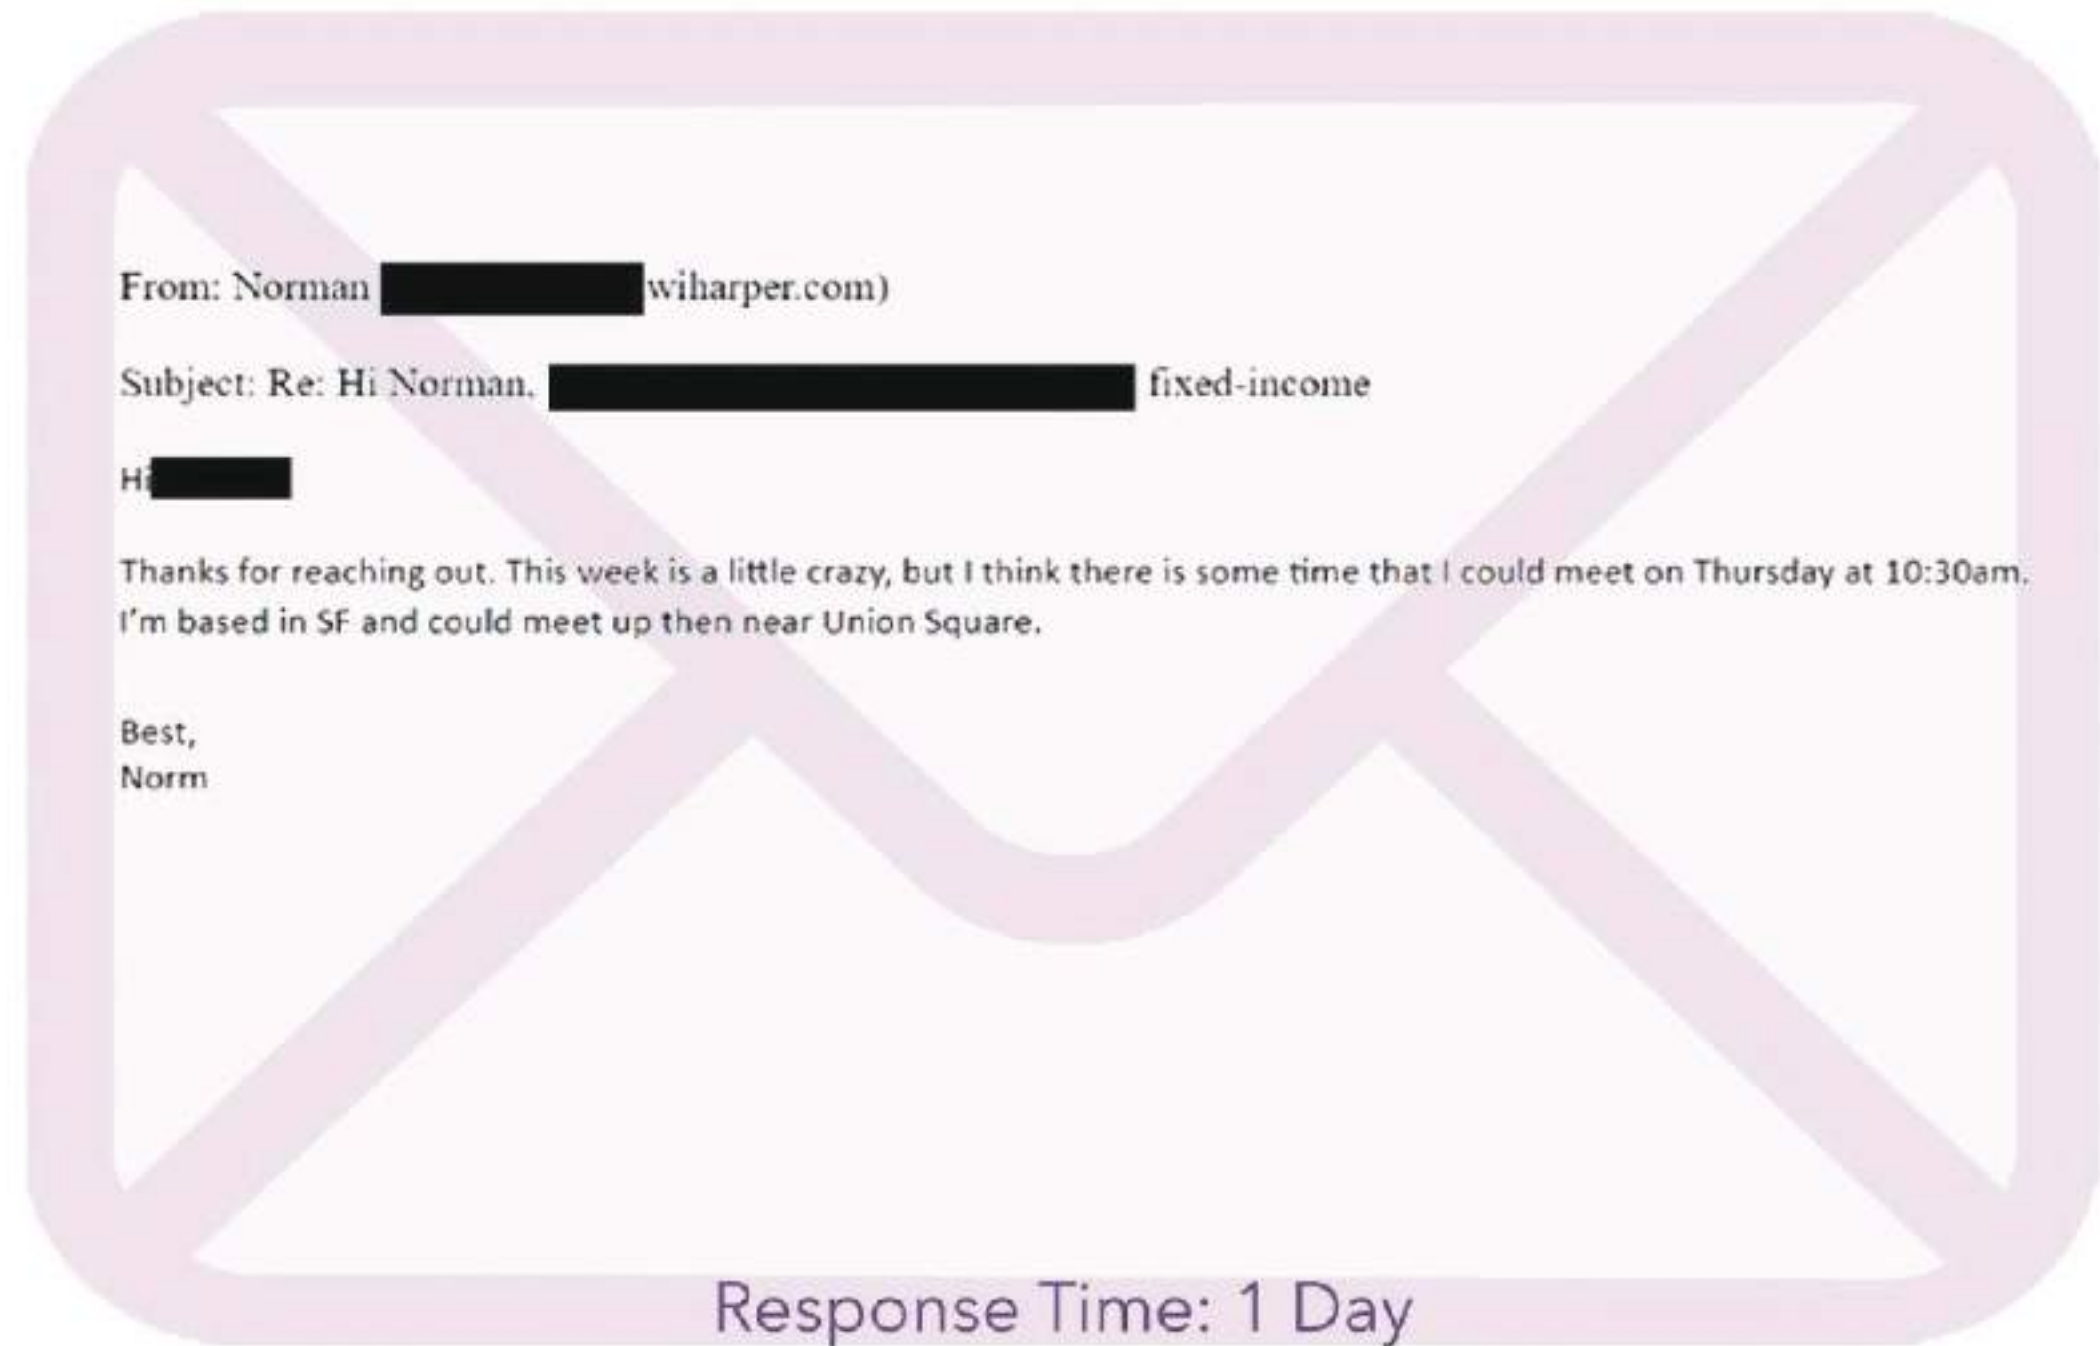 From: Norman wiharper.com)
Subject: Re: Hi Norman, fixed-income
Hi
Thanks for reaching out. This week is a little crazy, but I think there is some time that I could meet on Thursday at 10:30am.
I'm based in SF and could meet up then near Union Square.
Best,
Norm
Response Time: 1 Day